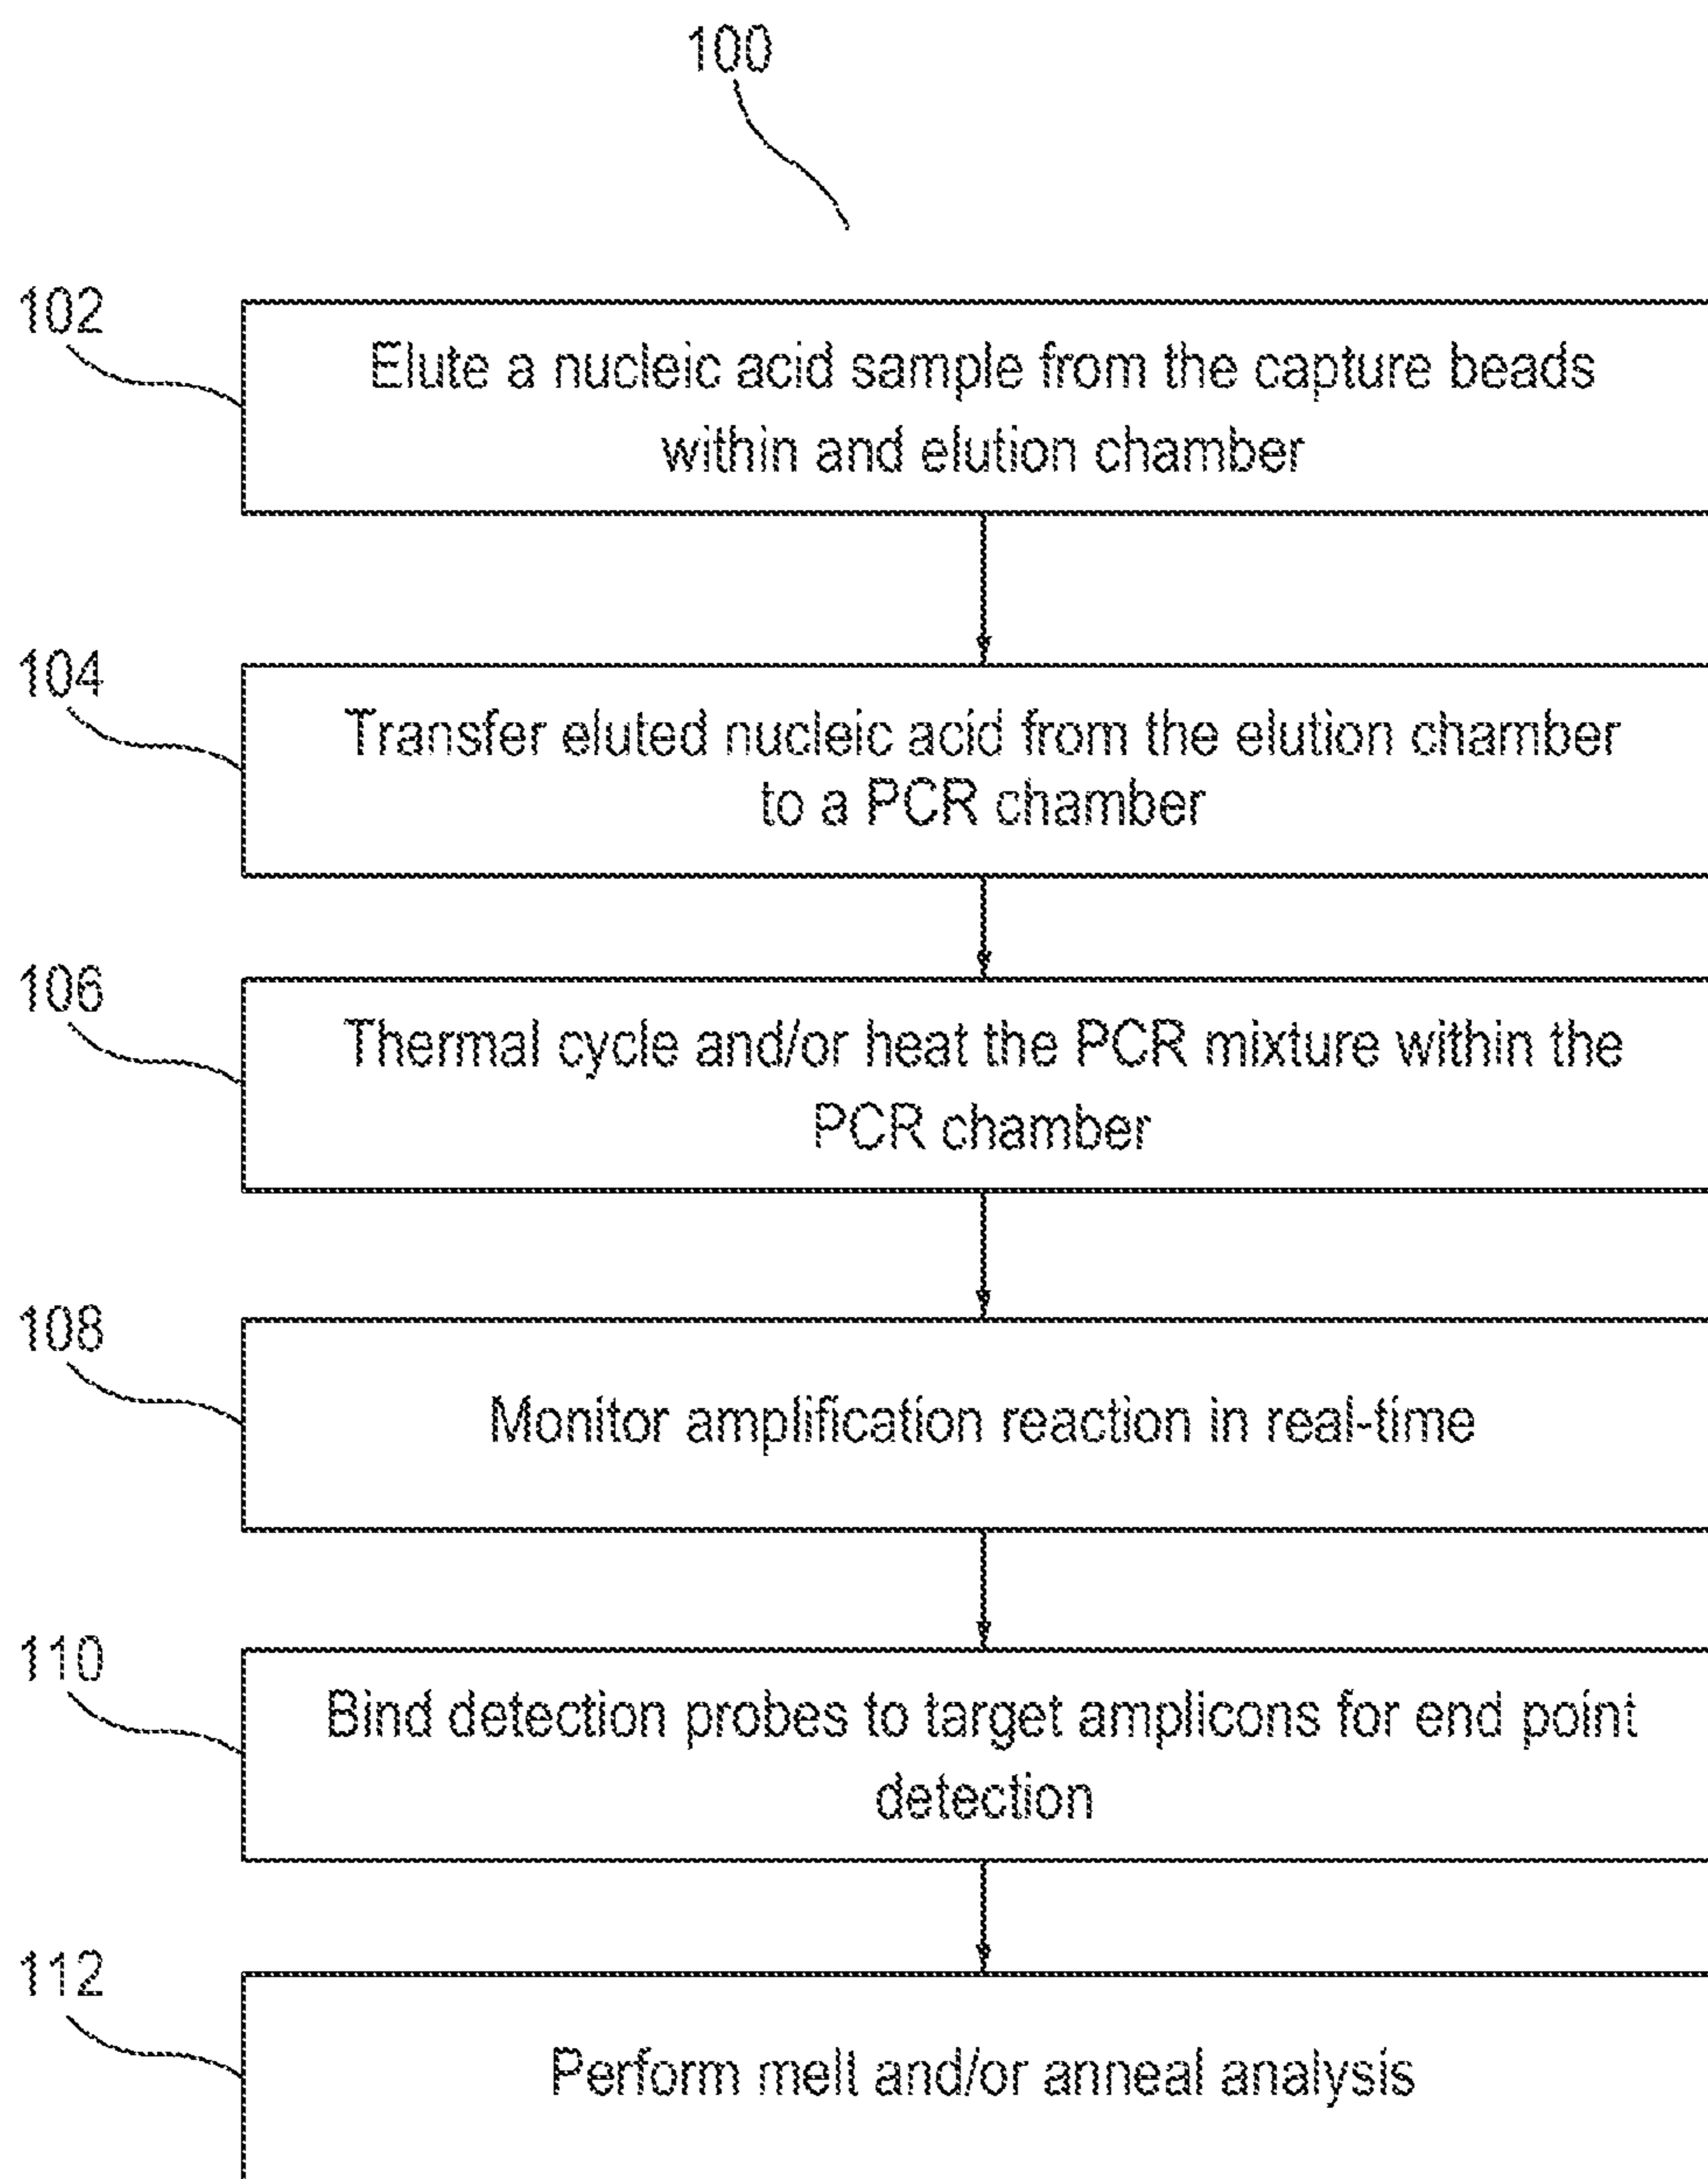 100
102
Elute a nucleic acid sample from the capture beads
within and elution chamber
104
Transfer eluted nucleic acid from the elution chamber
to a PCR chamber
106
Thermal cycle and/or heat the PCR mixture within the
PCR chamber
108
Monitor amplification reaction in real-time
110
Bind detection probes to target amplicons for end point
detection
112
Perform melt and/or anneal analysis